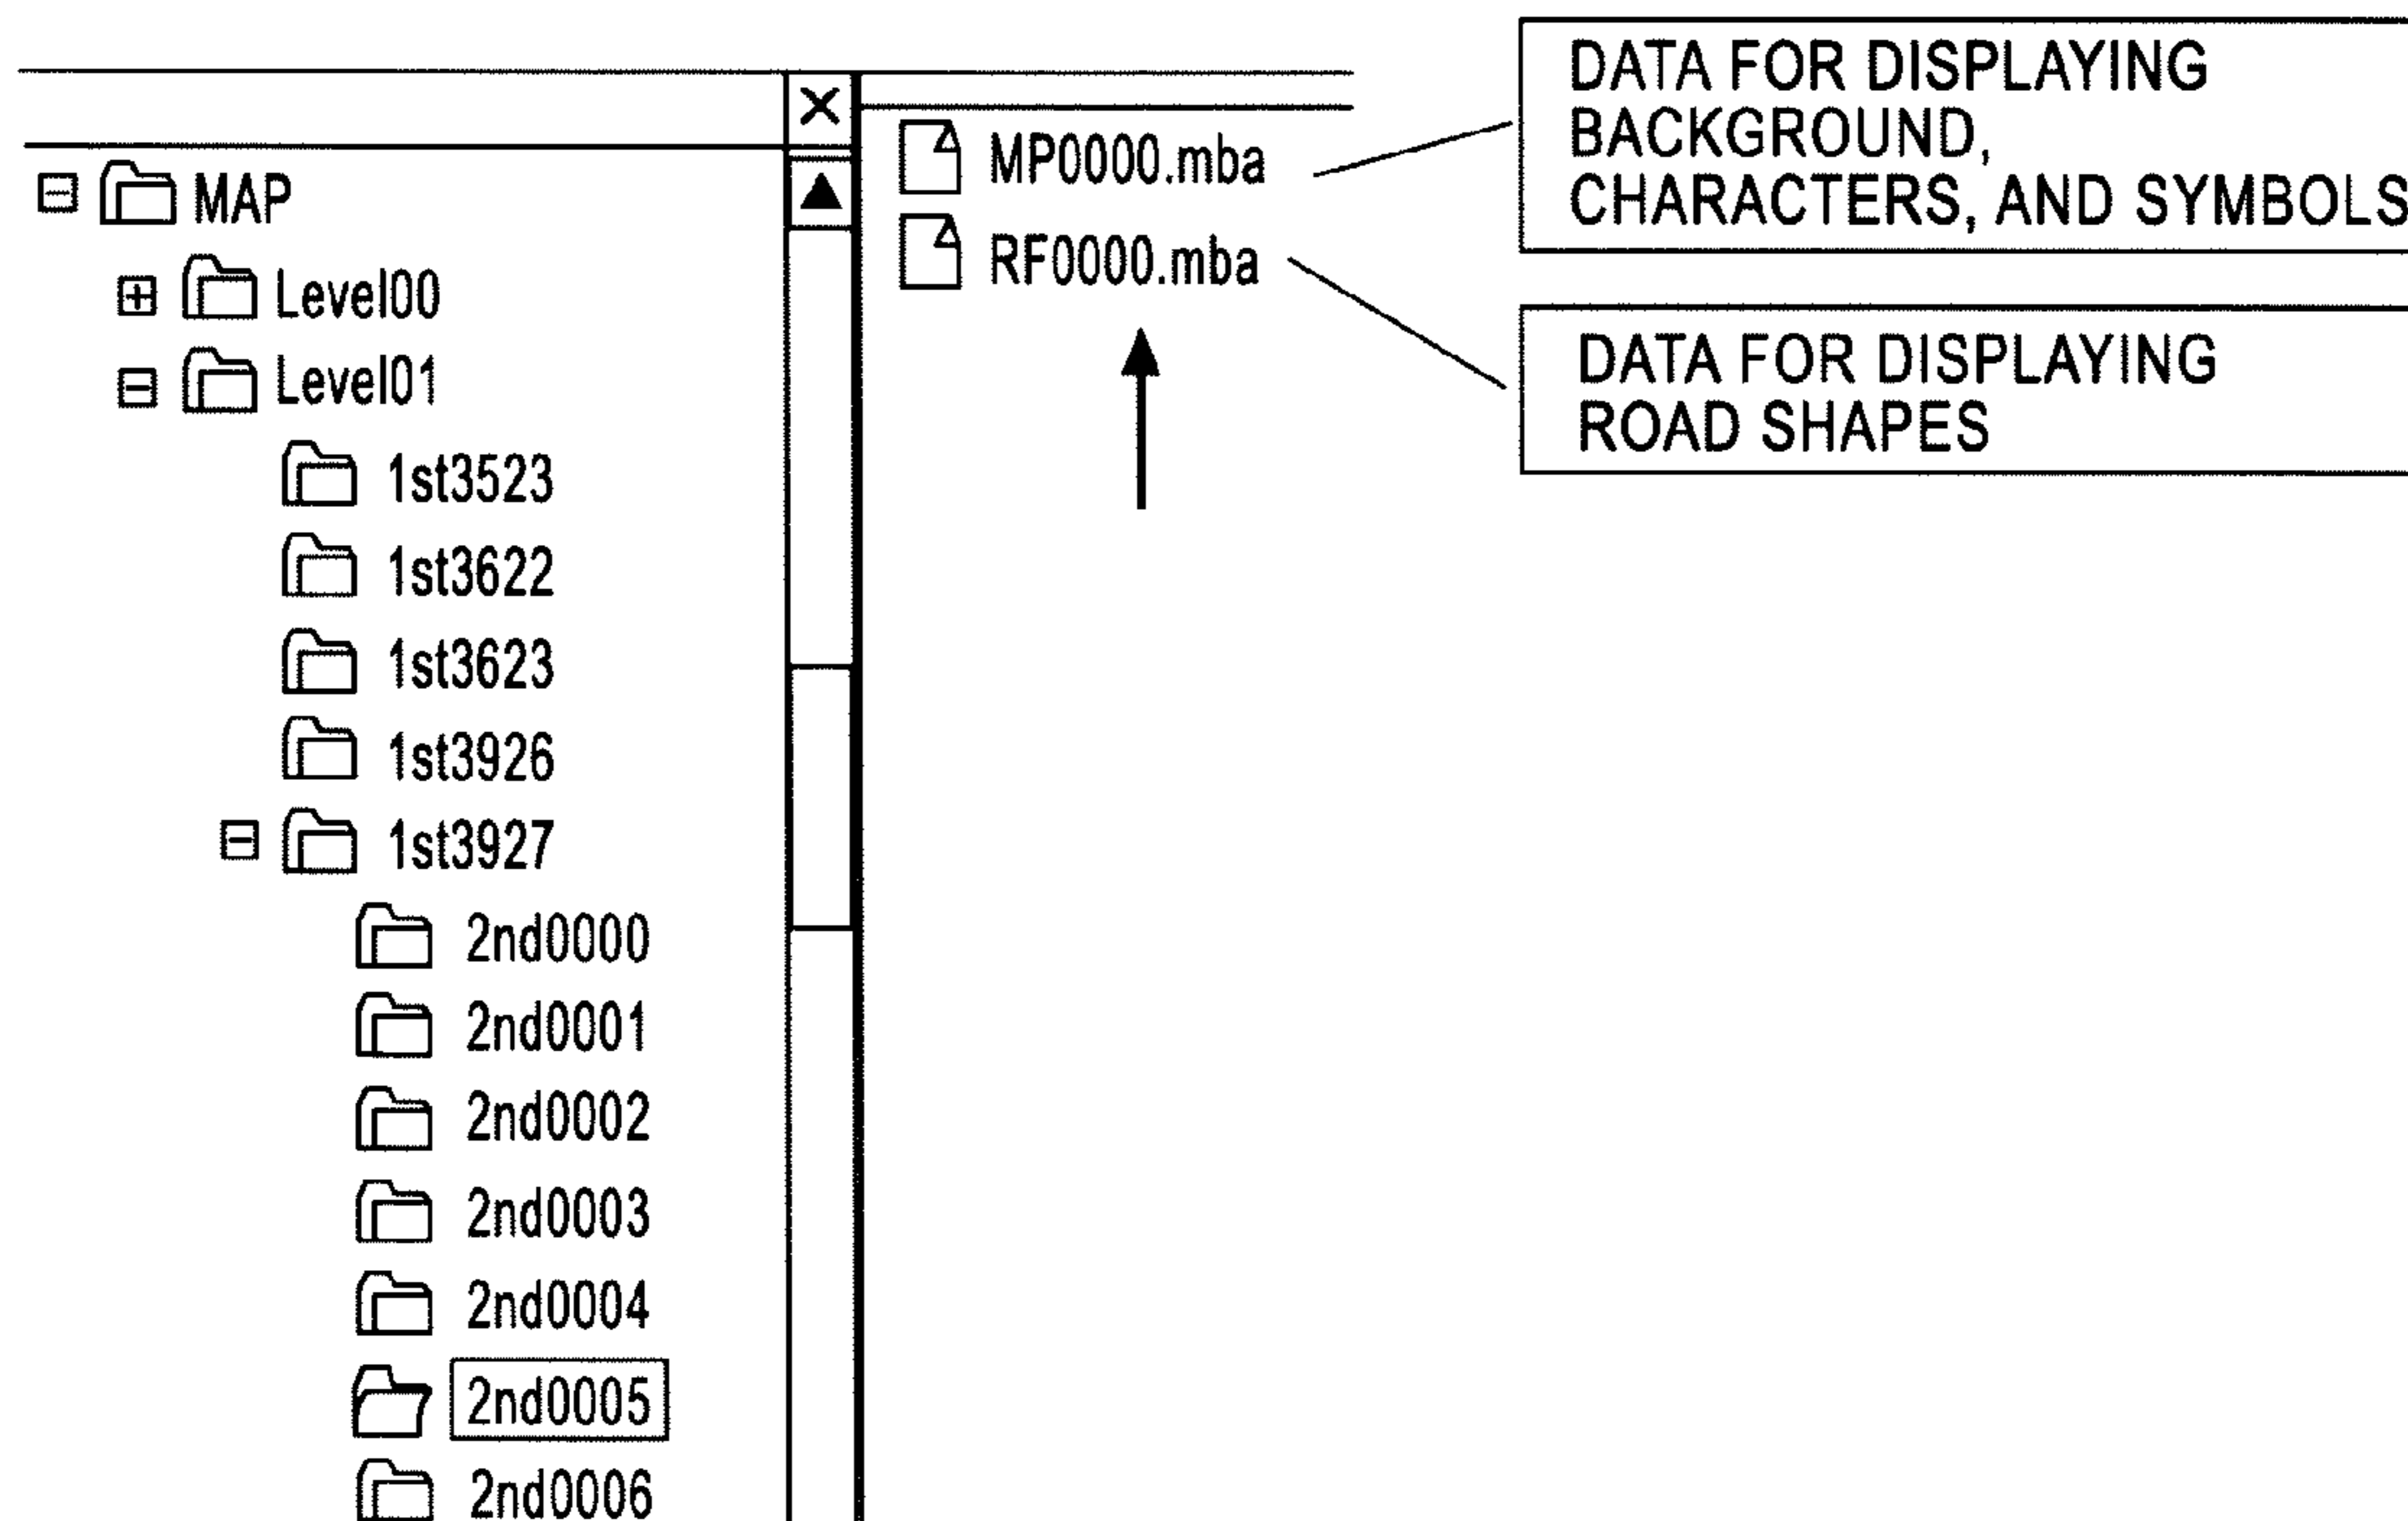 MAP
Level00
Level01
1st3523
1st3622
1st3623
1st3926
1st3927
2nd0000
2nd0001
2nd0002
2nd0003
2nd0004
2nd0005
2nd0006
MP0000.mba
RF0000.mba
DATA FOR DISPLAYING
BACKGROUND,
CHARACTERS, AND SYMBOLS
DATA FOR DISPLAYING
ROAD SHAPES